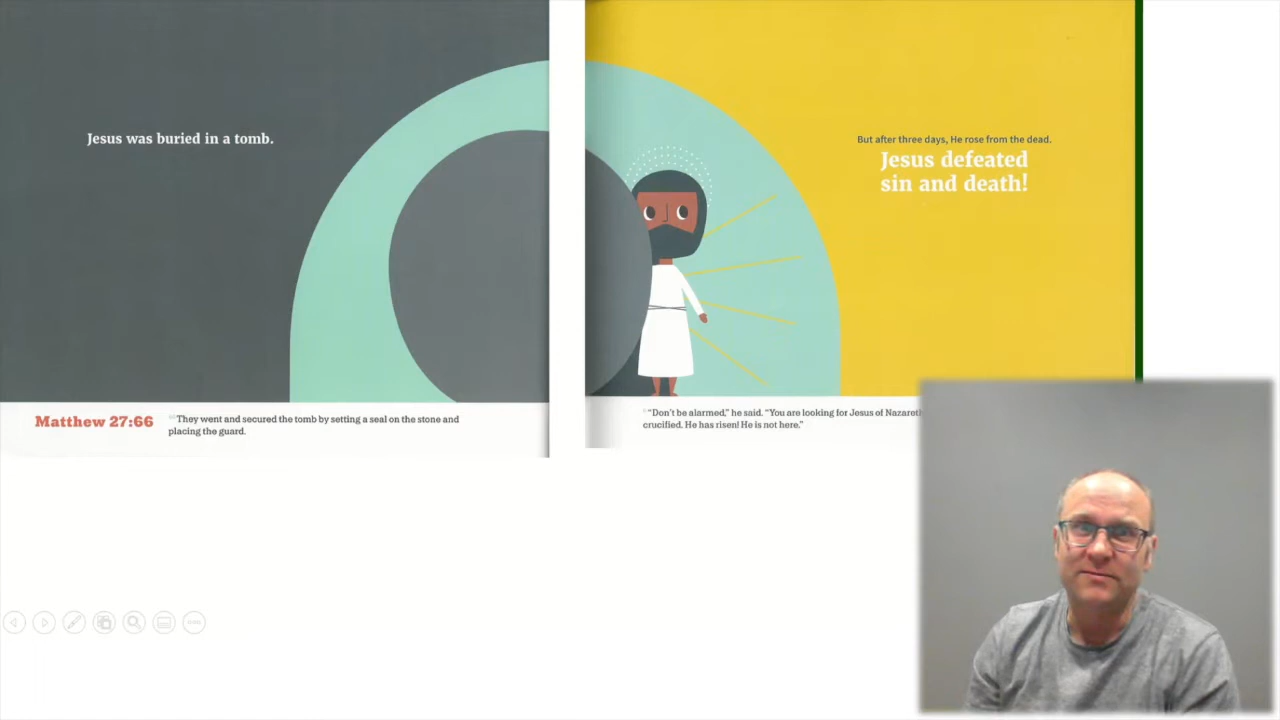 Jesus was buried in a tomb.
Matthew 27:66
"They went and secured the tomb by setting a seal on the stone and
placing the guard.
But after three days, He rose from the dead.
Jesus defeated
sin and death!
"Don't be alarmed," he said. "You are looking for Jesus of
crucified. He has risen! He is not here."